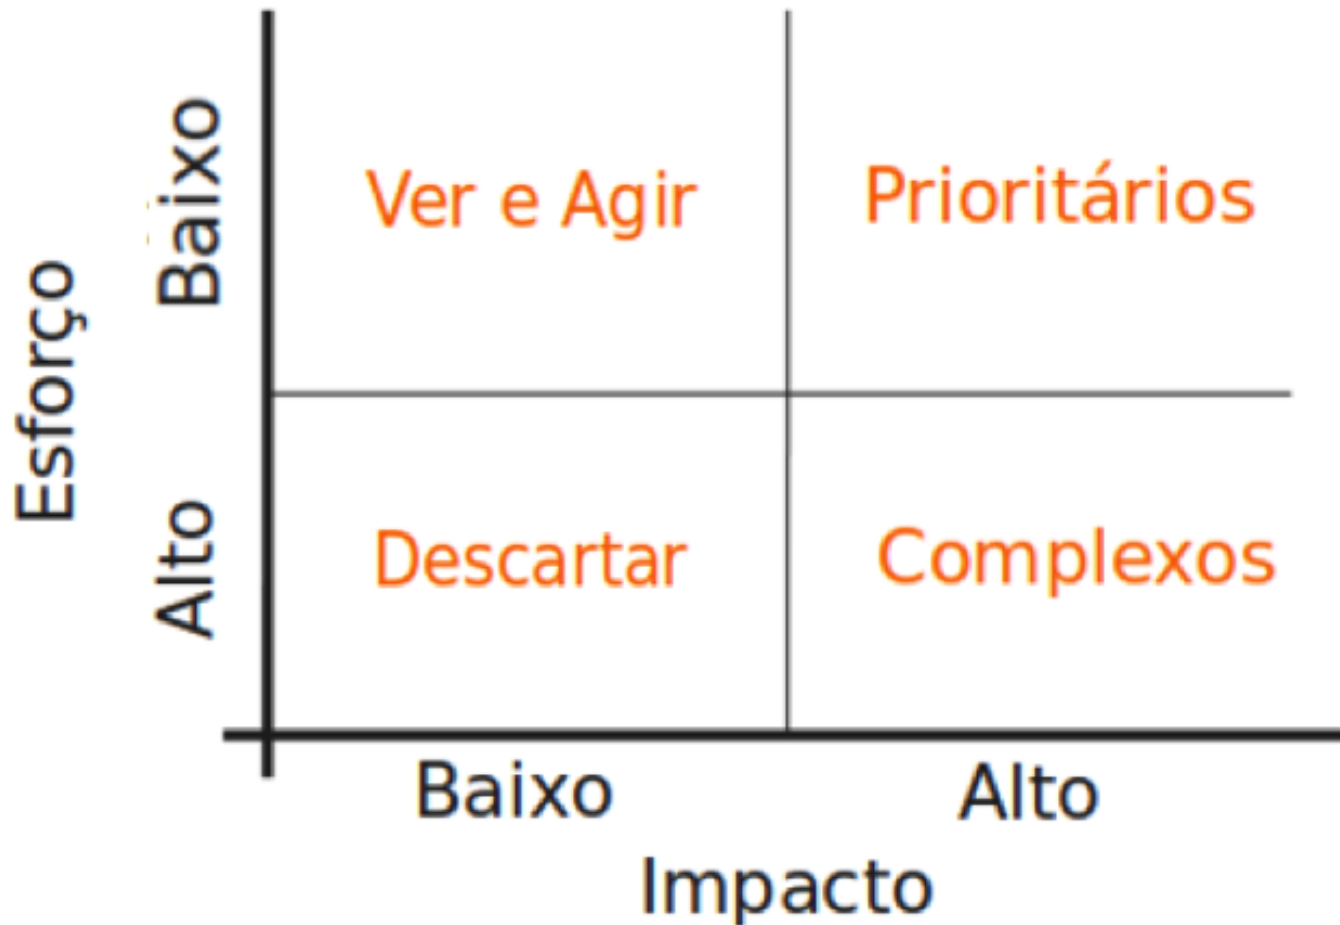 Esforço
Baixo
Ver e Agir
Prioritários
Alto
Descartar
Complexos
Baixo
Alto
Impacto